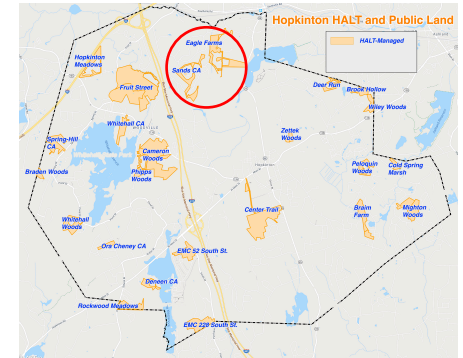 Hopkinton HALT and Public Land
HALT-Managed
Eagle Farms
Hopkinton
Meadows
Sands CA
Fruit Street
Deer Run
Brook Hollow
Wiley Woods
Whitehall CA
WOODVILLE
Spring-Hill
CA
Zettek
Woods
Cameron
Woods
Braden Woods
Phipps
Woods
Hopkinton
Peloquin
Woods
Cold Spring
Marsh
Whitehall
Woods
Center Trail
Braim
Farm
Mighton
Woods
Ora Cheney CA
EMC 52 South St.
Deneen CA
Rockwood Meadows
EMC 228 South St.